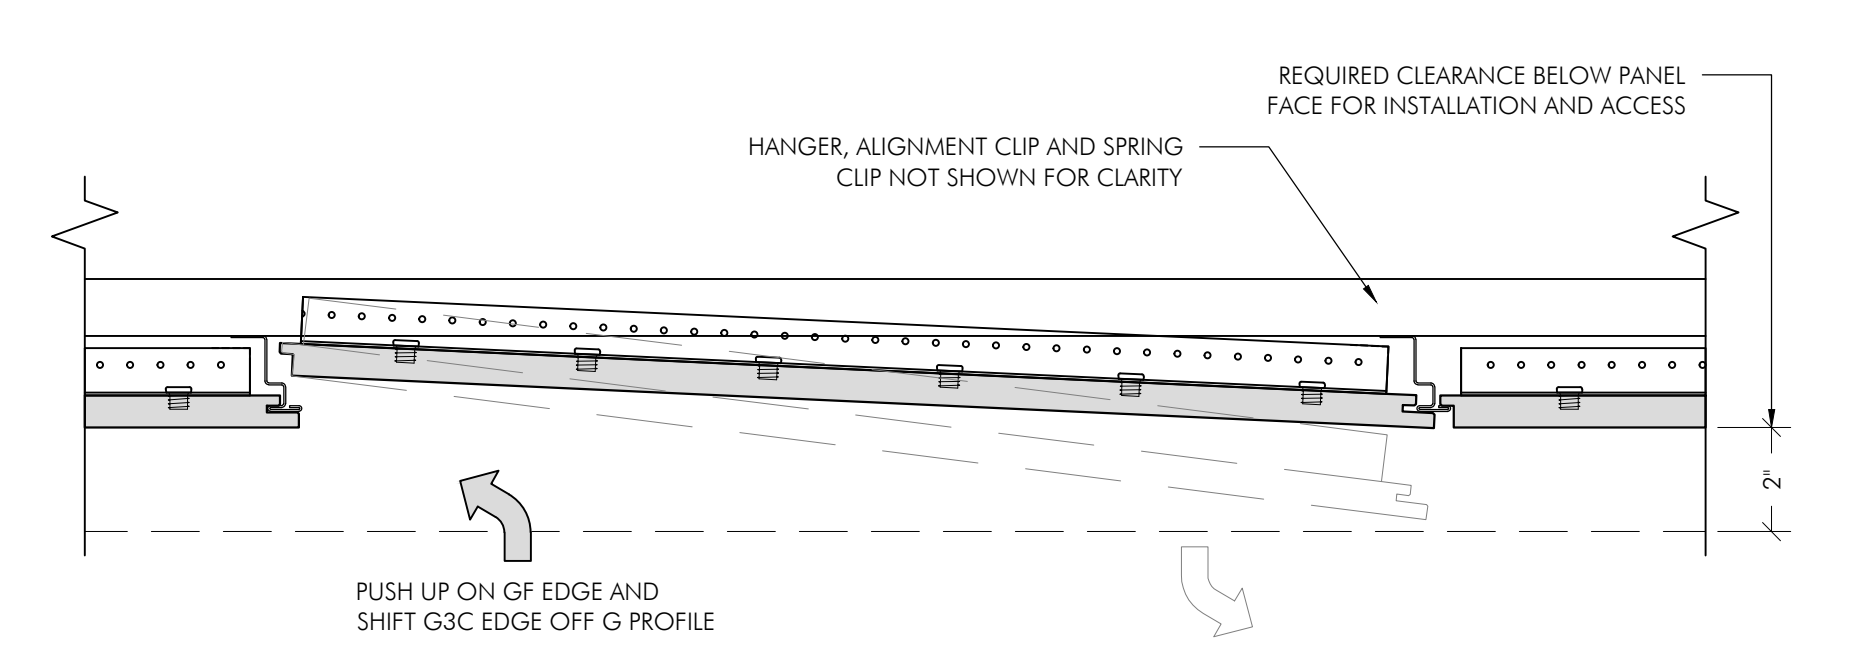 REQUIRED CLEARANCE BELOW PANEL
FACE FOR INSTALLATION AND ACCESS
HANGER, ALIGNMENT CLIP AND SPRING
CLIP NOT SHOWN FOR CLARITY
2"
PUSH UP ON GF EDGE AND
SHIFT G3C EDGE OFF G PROFILE